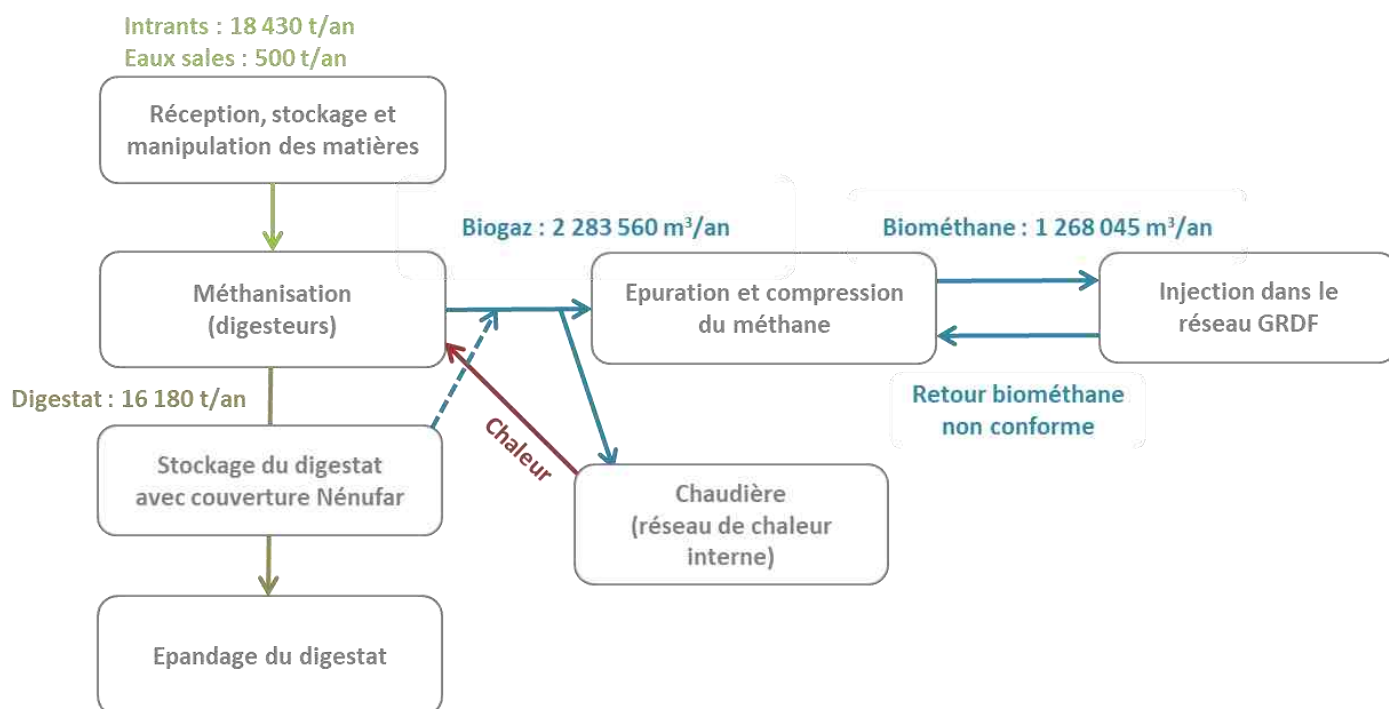 Intrants : 18 430 t/an
Eaux sales : 500 t/an
Réception, stockage et
manipulation des matières
Biogaz : 2 283 560 m³/an
Biométhane : 1 268 045 m³/an
Méthanisation
(digesteurs)
Epuration et compression
du méthane
Injection dans le
réseau GRDF
Digestat : 16 180 t/an
Retour biométhane
non conforme
Chaleur
Stockage du digestat
avec couverture Nénufar
Chaudière
(réseau de chaleur
interne)
Epandage du digestat